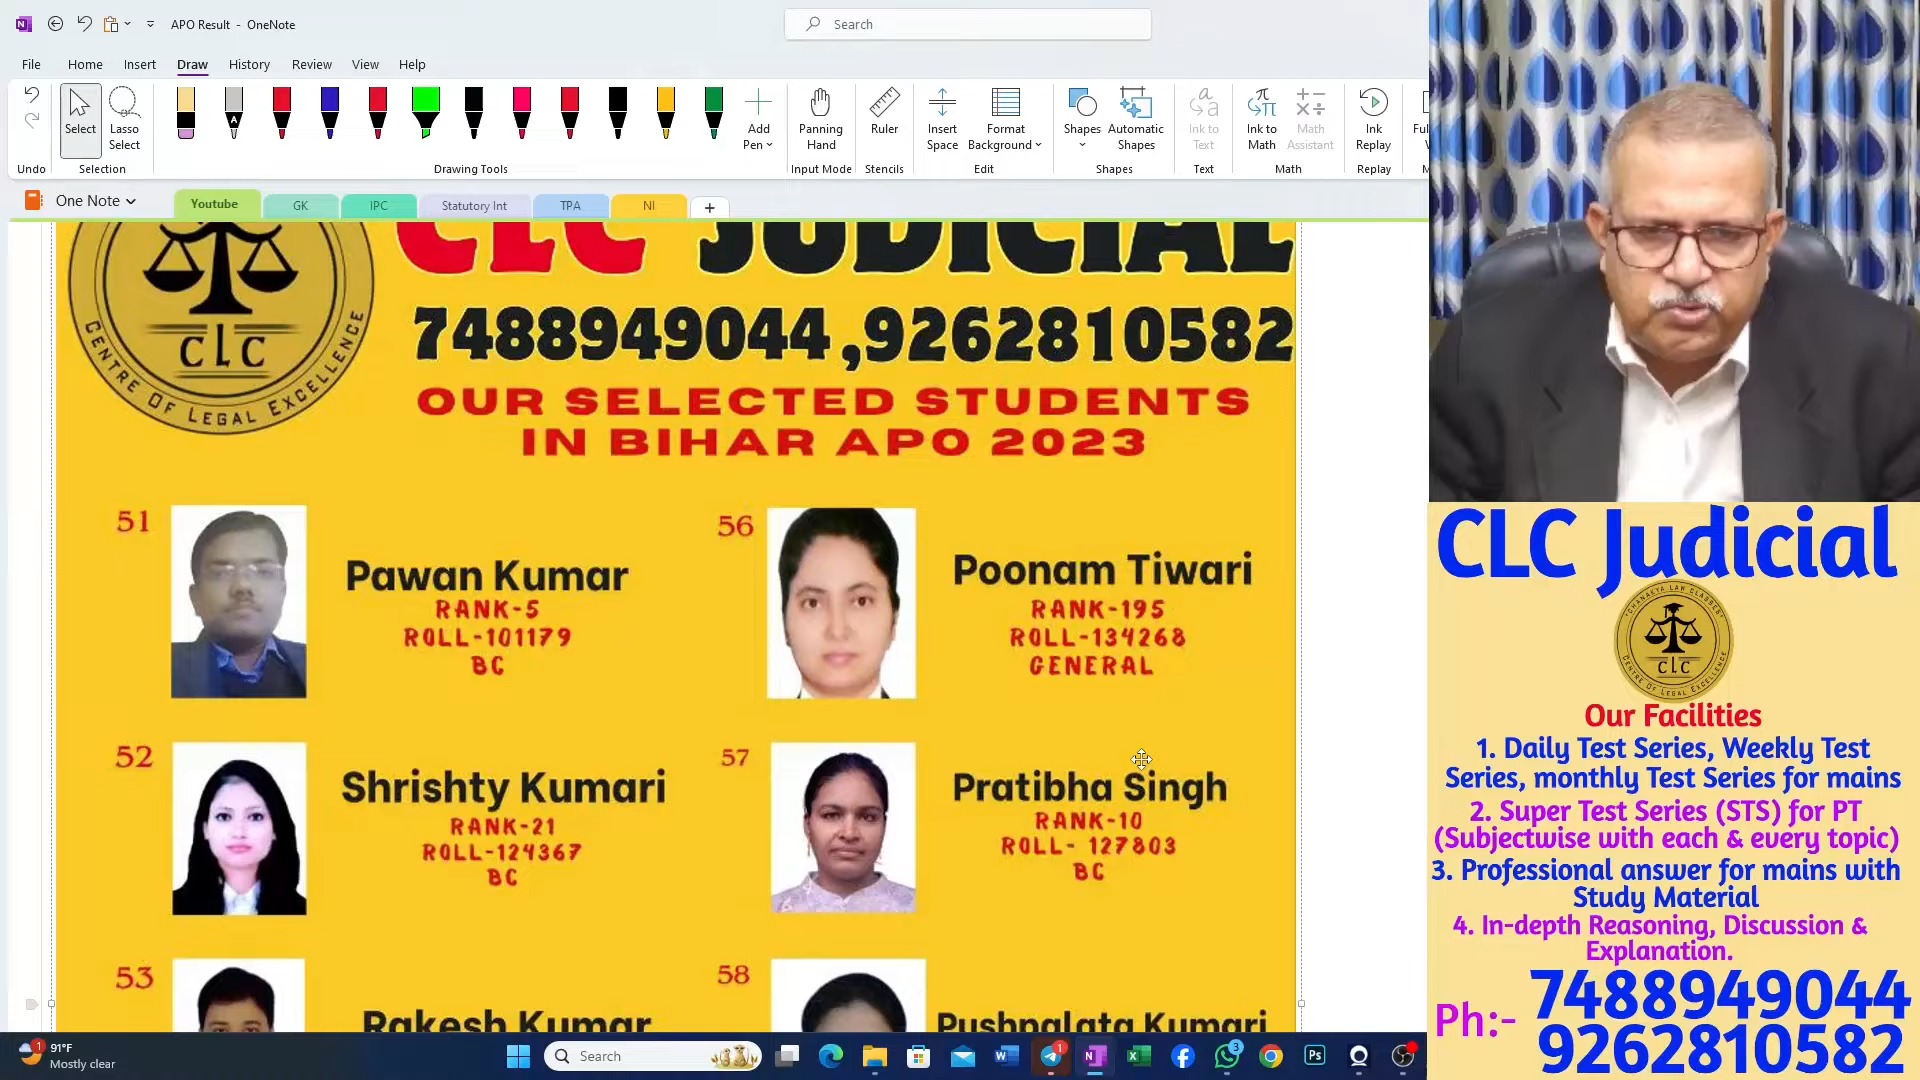 APO Result - OneNote
Search
File Home Insert Draw History Review View Help
Undo
Select
Lasso
Select
Selection
A
Drawing Tools
Add
Pen
Panning
Hand
Input Mode
Ruler
Stencils
Insert
Space
Format
Background
Edit
Shapes
Automatic
Shapes
Shapes
Ink to
Text
Text
Ink to
Math
Math
Assistant
Math
Ink
Replay
Replay
One Note
Youtube
GK
IPC
Statutory Int
TPA
NI
CLC JUDICIAL
CLC
CENTRE OF LEGAL EXCELLENCE
7488949044,9262810582
OUR SELECTED STUDENTS
IN BIHAR APO 2023
51
Pawan Kumar
RANK-5
ROLL-101179
BC
56
Poonam Tiwari
RANK-195
ROLL-134268
GENERAL
52
Shrishty Kumari
RANK-21
ROLL-124367
BC
57
Pratibha Singh
RANK-10
ROLL- 127803
BC
53
Rakesh Kumar
58
Pushpalata Kumari
CLC Judicial
"CHANAKYA LAW CLASSES"
CLC
CENTRE OF LEGAL EXCELLENCE
Our Facilities
1. Daily Test Series, Weekly Test
Series, monthly Test Series for mains
2. Super Test Series (STS) for PT
(Subjectwise with each & every topic)
3. Professional answer for mains with
Study Material
4. In-depth Reasoning, Discussion &
Explanation.
Ph:- 7488949044
9262810582
1
91°F
Mostly clear
Search
1
3
Ps